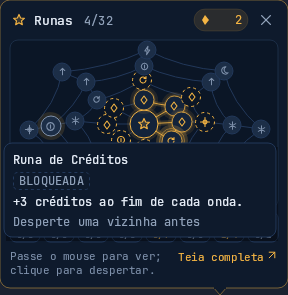 Runas 4/32
2
Runa de Créditos
BLOQUEADA
+3 créditos ao fim de cada onda.
Desperte uma vizinha antes
Passe o mouse para ver;
clique para despertar.
Teia completa